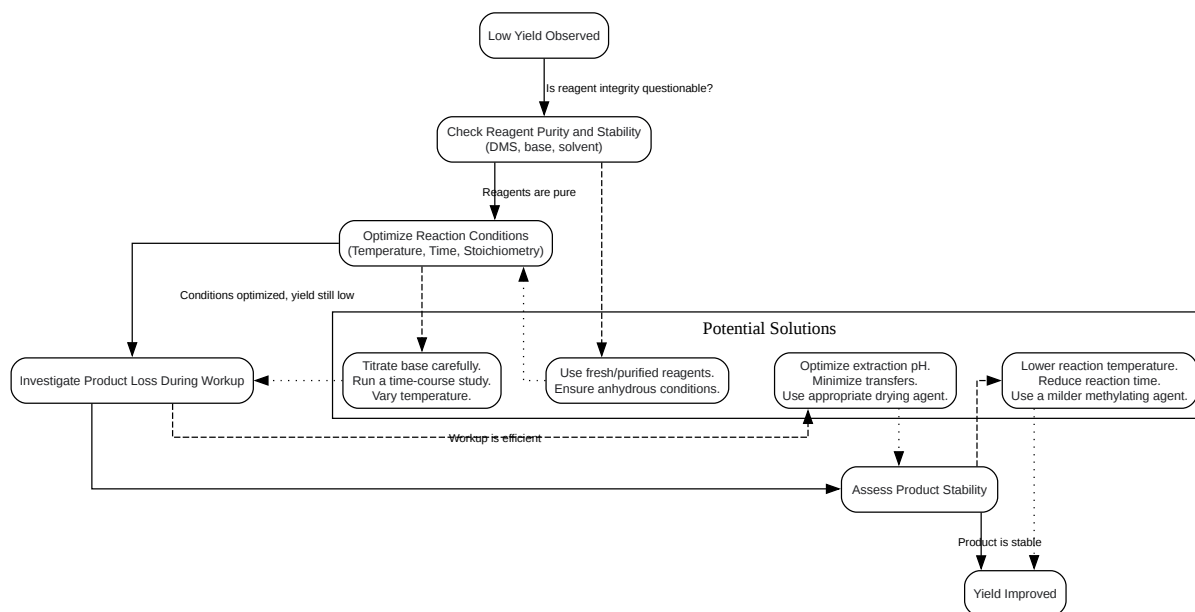 Low Yield Observed
Is reagent integrity questionable?
Check Reagent Purity and Stability
(DMS, base, solvent)
Reagents are pure
Optimize Reaction Conditions
(Temperature, Time, Stoichiometry)
Conditions optimized, yield still low
Potential Solutions
Investigate Product Loss During Workup
Titrate base carefully.
Run a time-course study.
Vary temperature.
Use fresh/purified reagents.
Ensure anhydrous conditions.
Optimize extraction pH.
Minimize transfers.
Use appropriate drying agent.
Lower reaction temperature.
Reduce reaction time.
Use a milder methylating agent.
Workup is efficient
Assess Product Stability
Product is stable
Yield Improved